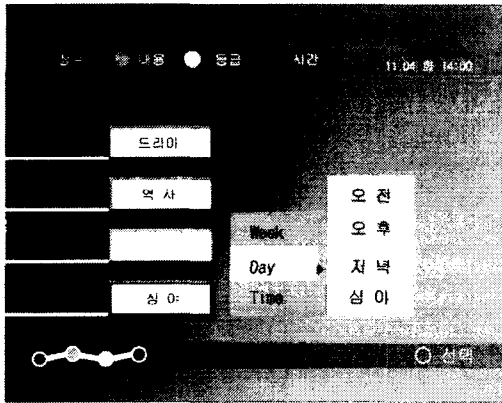 내용 등급 시간 11.04 화 14:00
드라마
역 사
오 전
Week 오 후
Day 저 녁
심 야 Time 심 야
선택